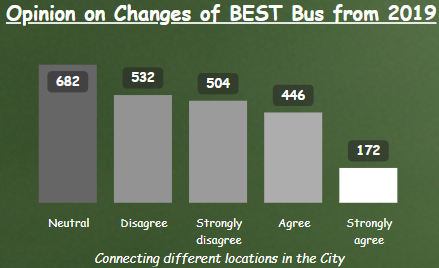 Opinion on Changes of BEST Bus from 2019
682
532
504
446
172
Neutral
Disagree
Strongly
disagree
Agree
Strongly
agree
Connecting different locations in the City